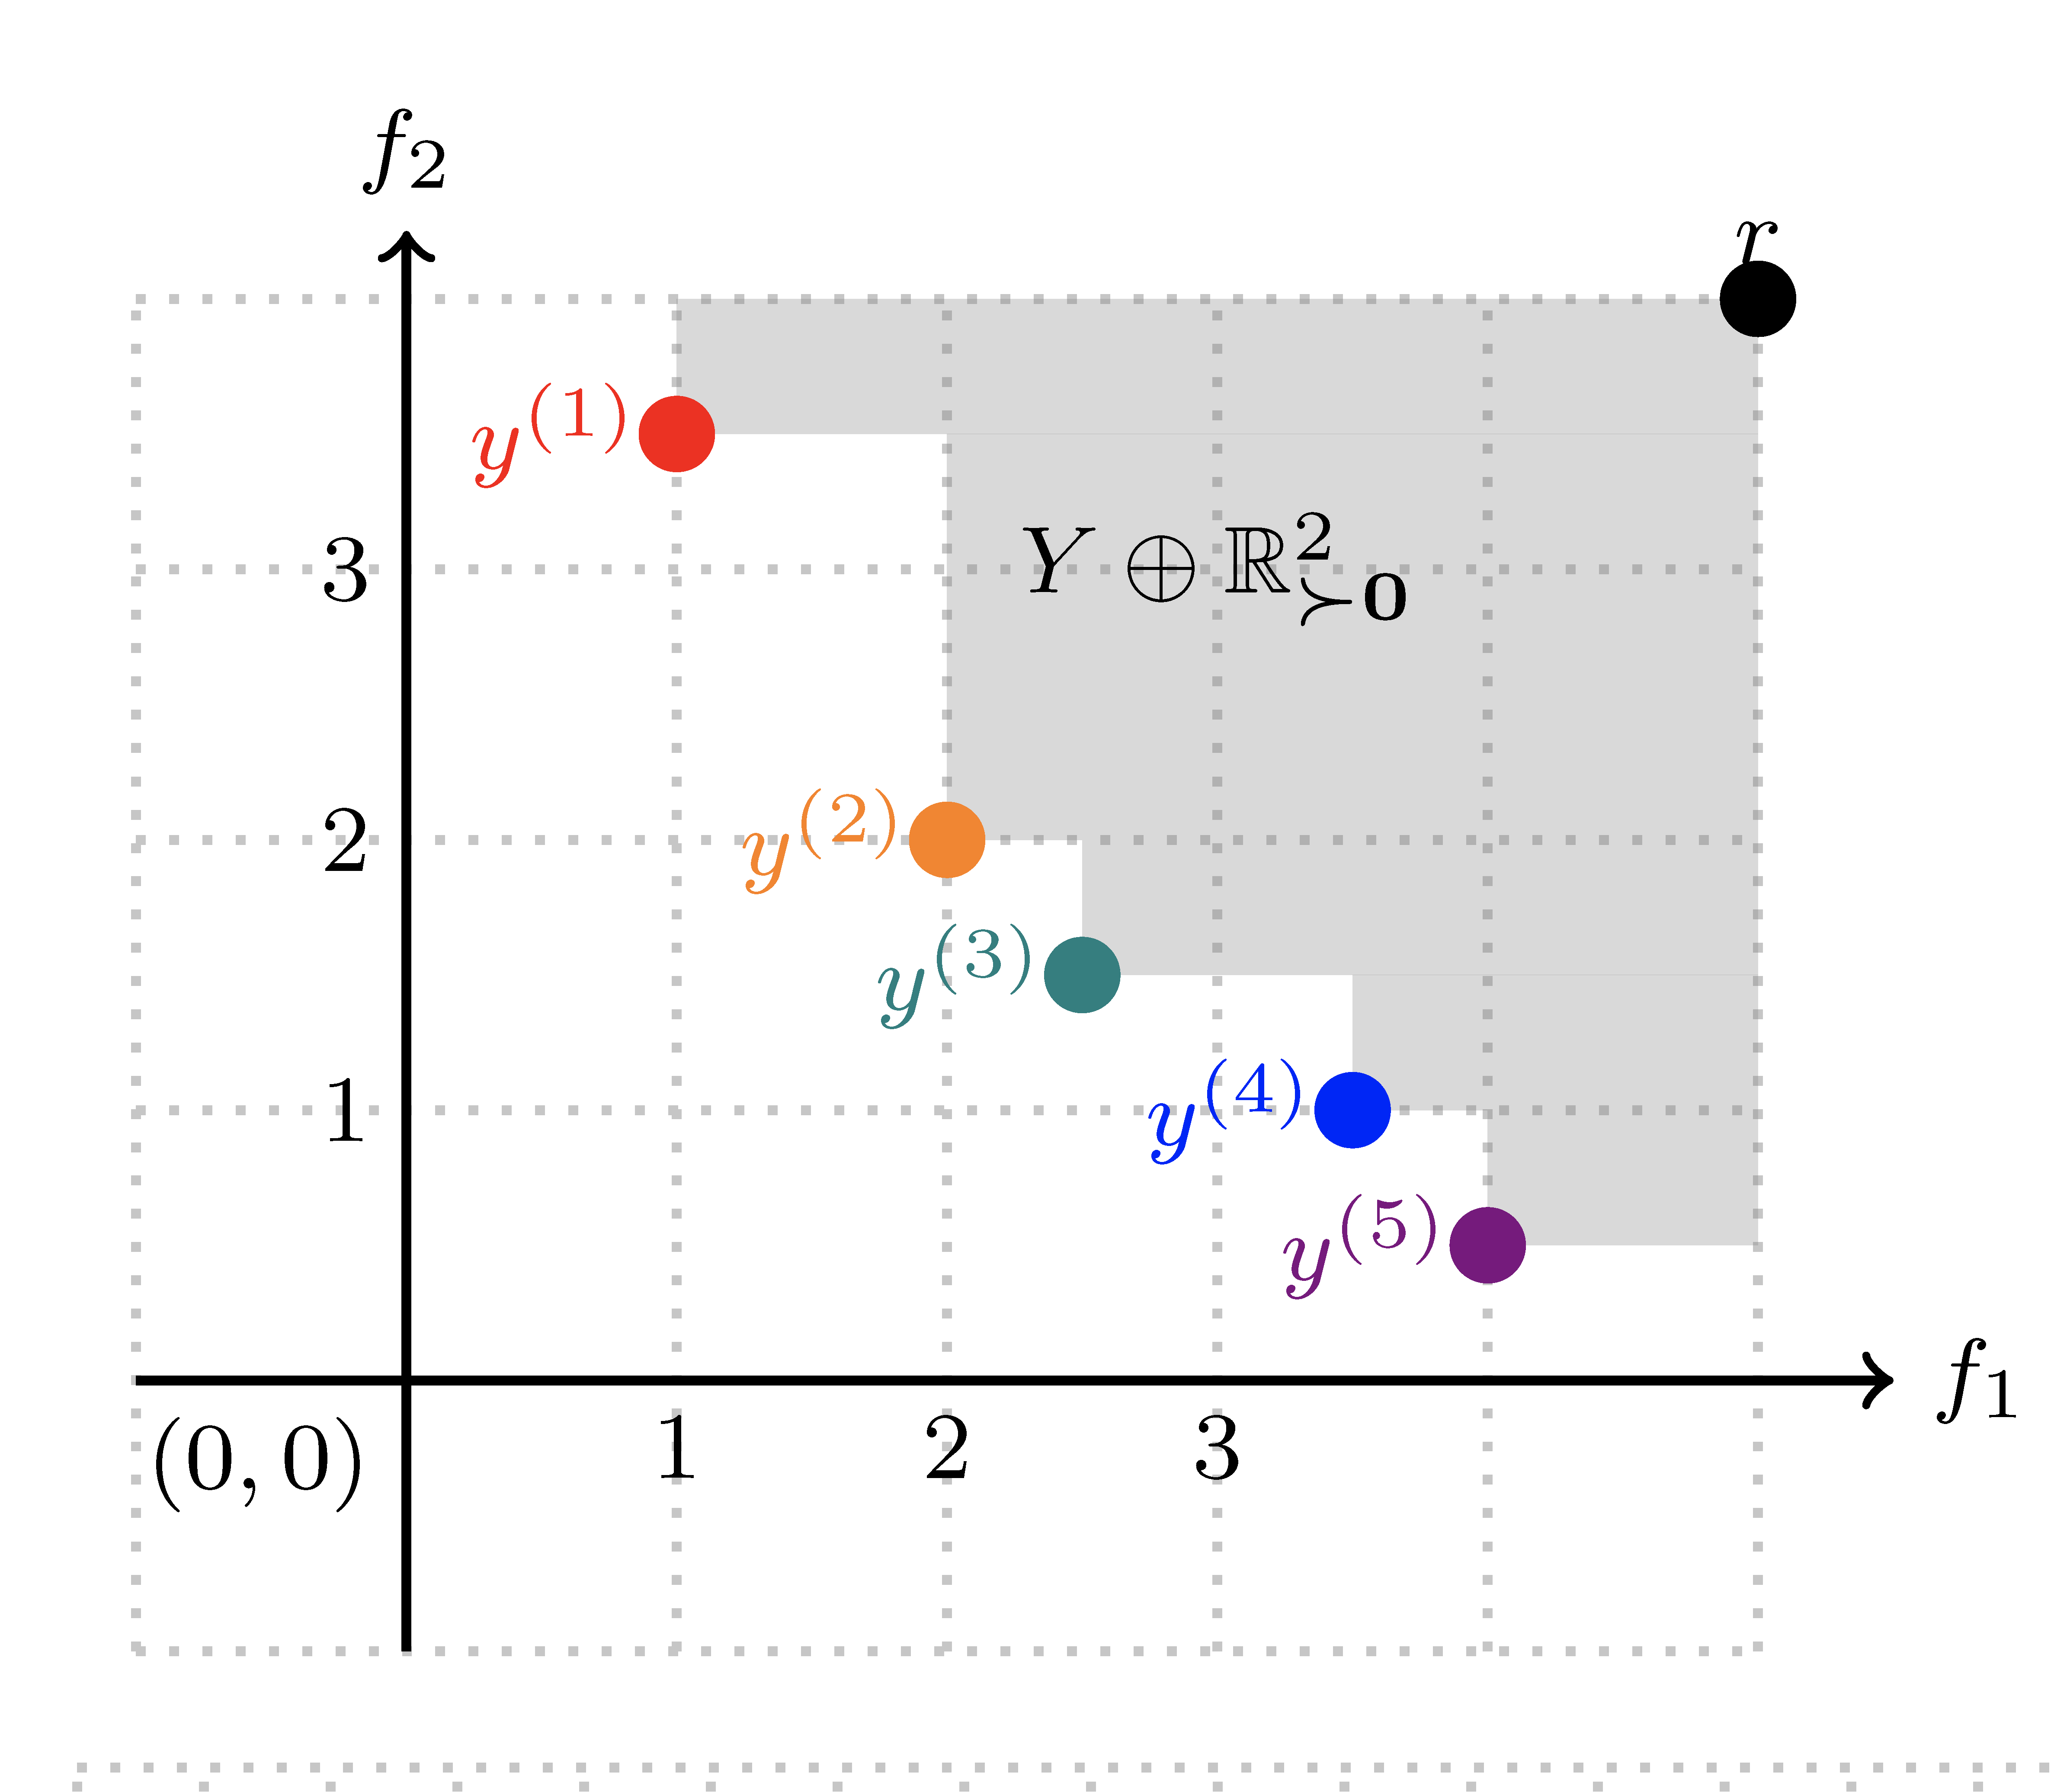 f₂
r
y⁽¹⁾
3
Y ⊕ ℝ²≻𝟎
2
y⁽²⁾
y⁽³⁾
1
y⁽⁴⁾
y⁽⁵⁾
f₁
(0, 0)
1 2 3